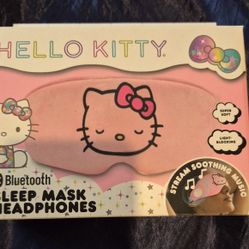 HELLO KITTY®
SUPER
SOFT
LIGHT-
BLOCKING
Bluetooth®
SLEEP MASK
HEADPHONES
STREAM SOOTHING MUSIC